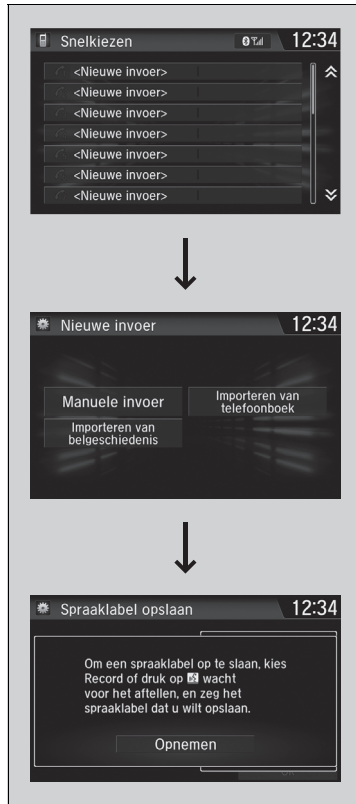 Snelkiezen 12:34
<Nieuwe invoer>
<Nieuwe invoer>
<Nieuwe invoer>
<Nieuwe invoer>
<Nieuwe invoer>
<Nieuwe invoer>
<Nieuwe invoer>
Nieuwe invoer 12:34
Manuele invoer
Importeren van
telefoonboek
Importeren van
belgeschiedenis
Spraaklabel opslaan 12:34
Om een spraaklabel op te slaan, kies
Record of druk op wacht
voor het aftellen, en zeg het
spraaklabel dat u wilt opslaan.
Opnemen